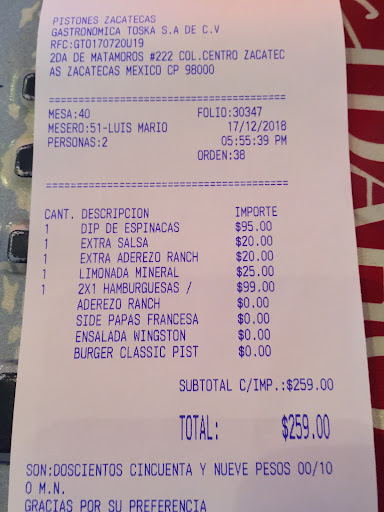 PISTONES ZACATECAS
GASTRONOMICA TOSKA S.A DE C.V
RFC:GTO170720U19
2DA DE MATAMOROS #222 COL.CENTRO ZACATEC
AS ZACATECAS MEXICO CP 98000
=======================================
MESA:40 FOLIO:30347
MESERO:51-LUIS MARIO 17/12/2018
PERSONAS:2 05:55:39 PM
ORDEN:38
=======================================
CANT. DESCRIPCION IMPORTE
1 DIP DE ESPINACAS $95.00
1 EXTRA SALSA $20.00
1 EXTRA ADEREZO RANCH $20.00
1 LIMONADA MINERAL $25.00
1 2X1 HAMBURGUESAS / $99.00
ADEREZO RANCH $0.00
SIDE PAPAS FRANCESA $0.00
ENSALADA WINGSTON $0.00
BURGER CLASSIC PIST $0.00
SUBTOTAL C/IMP.:$259.00
TOTAL: $259.00
SON:DOSCIENTOS CINCUENTA Y NUEVE PESOS 00/10
0 M.N.
GRACIAS POR SU PREFERENCIA